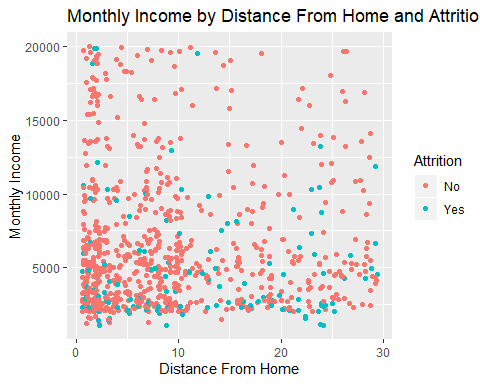 Monthly Income by Distance From Home and Attritio
20000
15000
10000
5000
Monthly Income
0
10
20
30
Distance From Home
Attrition
No
Yes